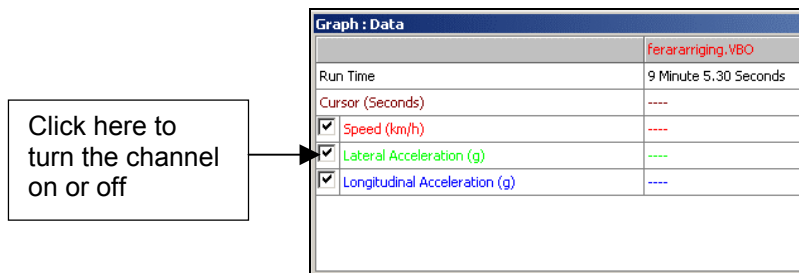 Graph : Data
ferararriging.VBO
Run Time 9 Minute 5.30 Seconds
Cursor (Seconds) ----
Speed (km/h) ----
Lateral Acceleration (g) ----
Longitudinal Acceleration (g) ----
Click here to
turn the channel
on or off